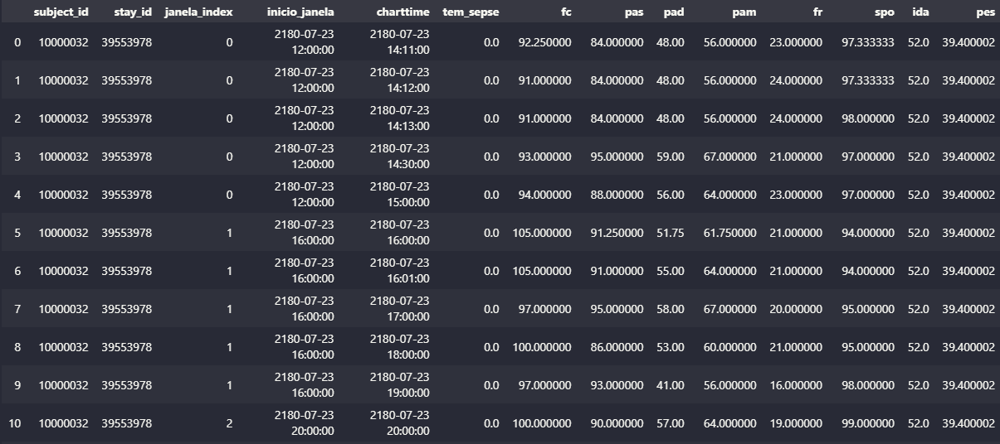 subject_id stay_id janela_index inicio_janela charttime tem_sepse fc pas pad pam fr spo ida pes
0 10000032 39553978 0 2180-07-23 12:00:00 2180-07-23 14:11:00 0.0 92.250000 84.000000 48.00 56.000000 23.000000 97.333333 52.0 39.400002
1 10000032 39553978 0 2180-07-23 12:00:00 2180-07-23 14:12:00 0.0 91.000000 84.000000 48.00 56.000000 24.000000 97.333333 52.0 39.400002
2 10000032 39553978 0 2180-07-23 12:00:00 2180-07-23 14:13:00 0.0 91.000000 84.000000 48.00 56.000000 24.000000 98.000000 52.0 39.400002
3 10000032 39553978 0 2180-07-23 12:00:00 2180-07-23 14:30:00 0.0 93.000000 95.000000 59.00 67.000000 21.000000 97.000000 52.0 39.400002
4 10000032 39553978 0 2180-07-23 12:00:00 2180-07-23 15:00:00 0.0 94.000000 88.000000 56.00 64.000000 23.000000 97.000000 52.0 39.400002
5 10000032 39553978 1 2180-07-23 16:00:00 2180-07-23 16:00:00 0.0 105.000000 91.250000 51.75 61.750000 21.000000 94.000000 52.0 39.400002
6 10000032 39553978 1 2180-07-23 16:00:00 2180-07-23 16:01:00 0.0 105.000000 91.000000 55.00 64.000000 21.000000 94.000000 52.0 39.400002
7 10000032 39553978 1 2180-07-23 16:00:00 2180-07-23 17:00:00 0.0 97.000000 95.000000 58.00 67.000000 20.000000 95.000000 52.0 39.400002
8 10000032 39553978 1 2180-07-23 16:00:00 2180-07-23 18:00:00 0.0 100.000000 86.000000 53.00 60.000000 21.000000 95.000000 52.0 39.400002
9 10000032 39553978 1 2180-07-23 16:00:00 2180-07-23 19:00:00 0.0 97.000000 93.000000 41.00 56.000000 16.000000 98.000000 52.0 39.400002
10 10000032 39553978 2 2180-07-23 20:00:00 2180-07-23 20:00:00 0.0 100.000000 90.000000 57.00 64.000000 19.000000 99.000000 52.0 39.400002